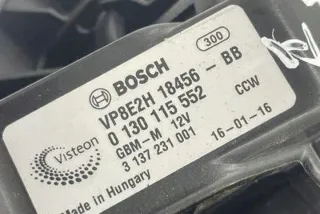 300
BOSCH
VP8E2H 18456-BB
0 130 115 552 CCW
GBM-M 12V
3 137 231 001 16-01-16
Visteon
Made in Hungary